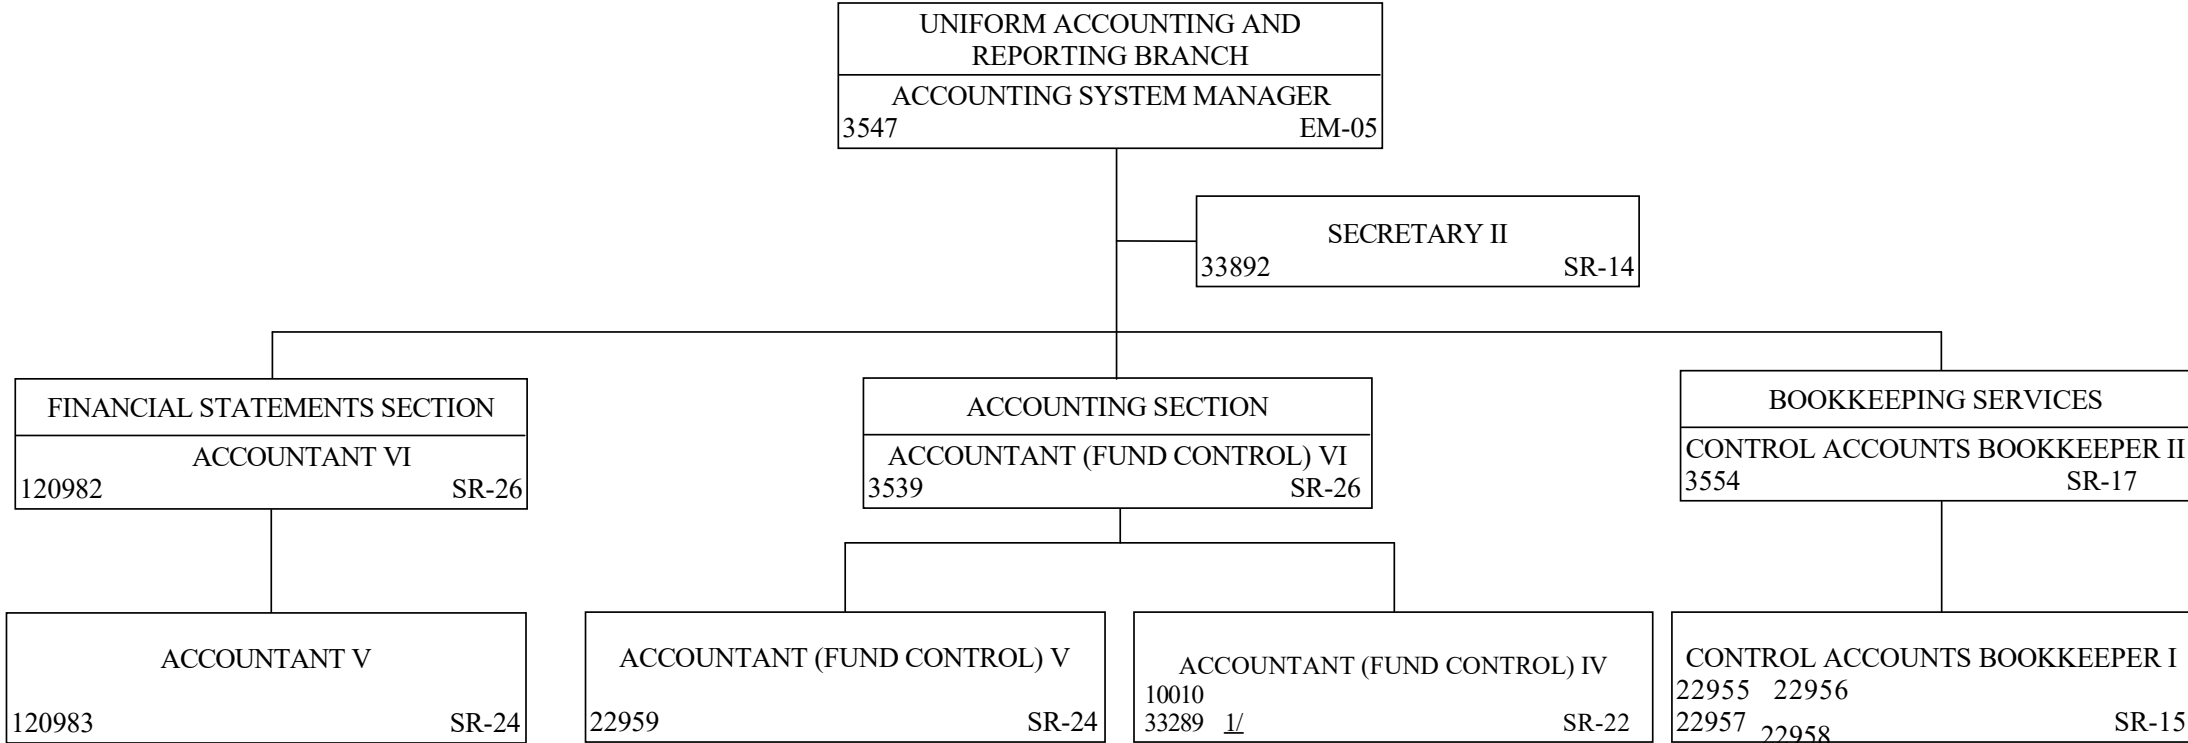 UNIFORM ACCOUNTING AND
REPORTING BRANCH
ACCOUNTING SYSTEM MANAGER
3547 EM-05
SECRETARY II
33892 SR-14
FINANCIAL STATEMENTS SECTION
ACCOUNTANT VI
120982 SR-26
ACCOUNTING SECTION
ACCOUNTANT (FUND CONTROL) VI
3539 SR-26
BOOKKEEPING SERVICES
CONTROL ACCOUNTS BOOKKEEPER II
3554 SR-17
ACCOUNTANT V
120983 SR-24
ACCOUNTANT (FUND CONTROL) V
22959 SR-24
ACCOUNTANT (FUND CONTROL) IV
10010
33289 1/ SR-22
CONTROL ACCOUNTS BOOKKEEPER I
22955 22956
22957 22958 SR-15